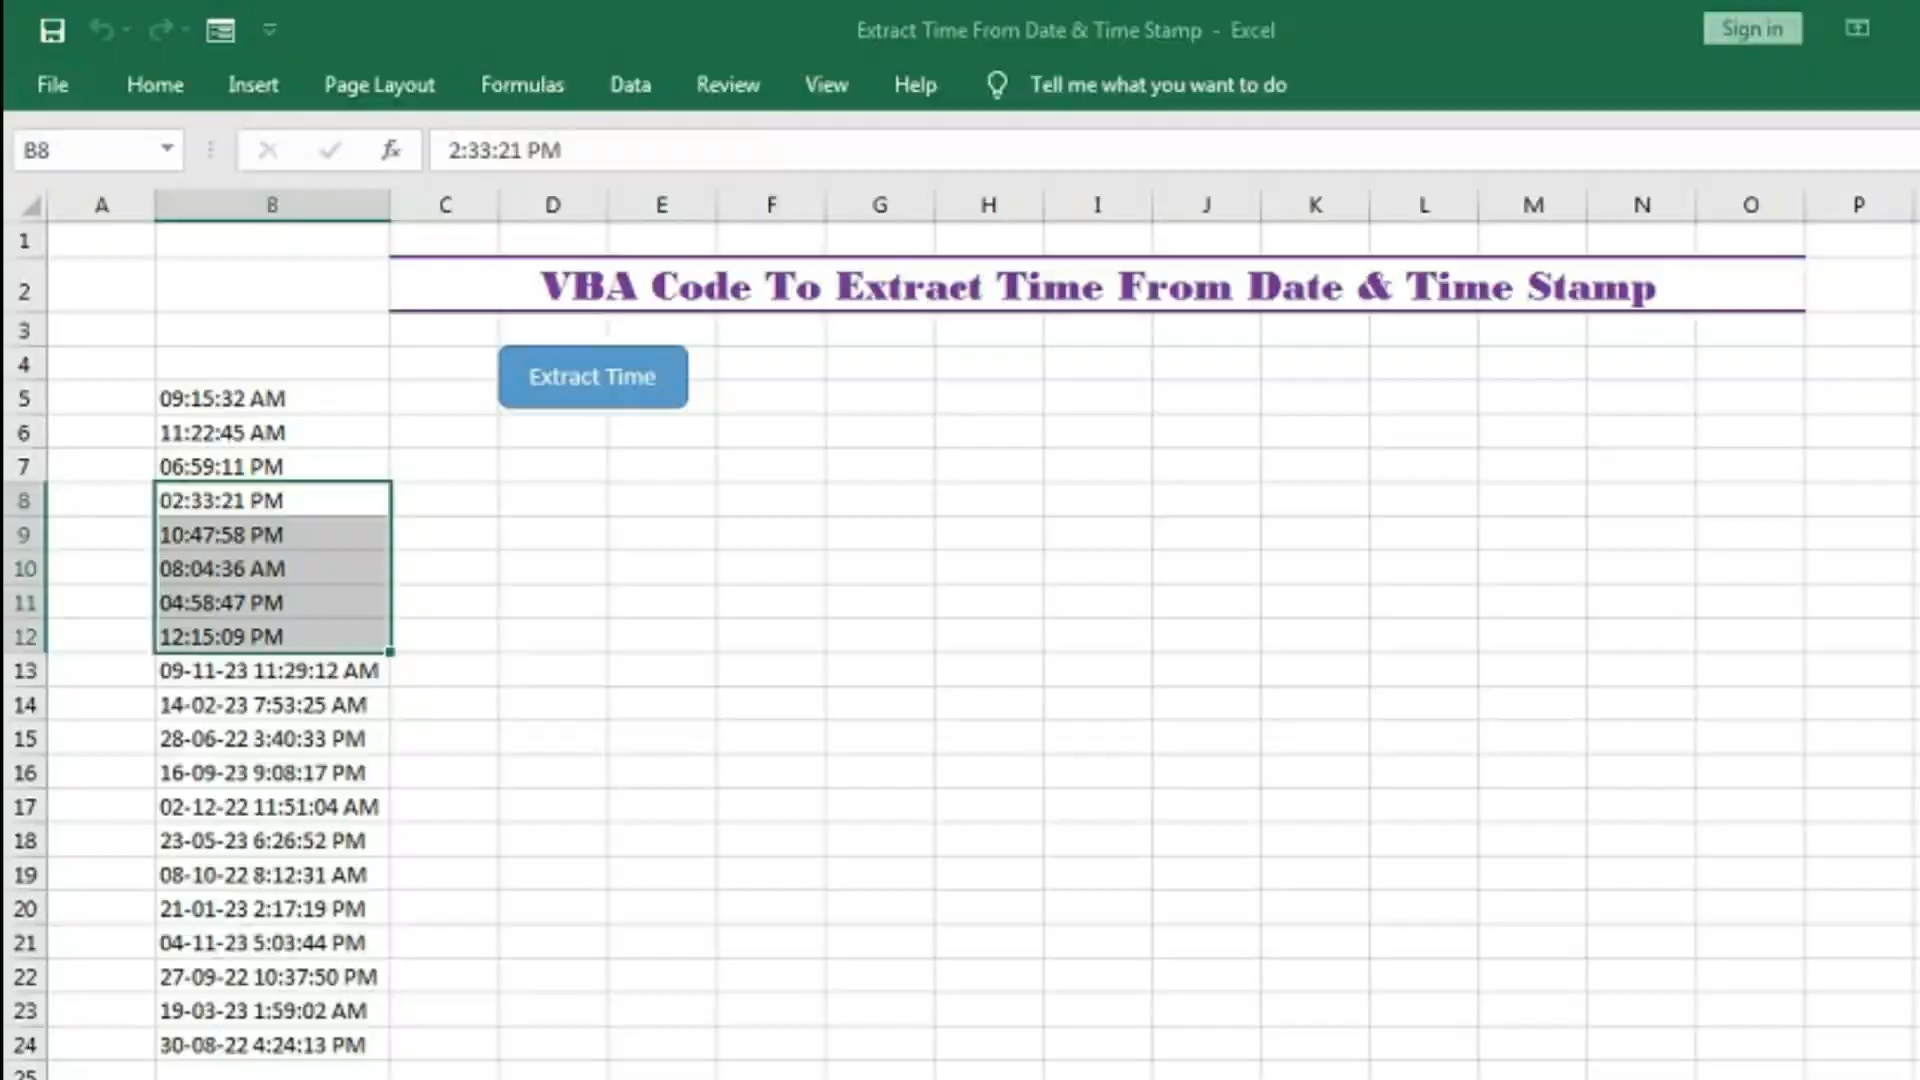 Extract Time From Date & Time Stamp - Excel
Sign in
File Home Insert Page Layout Formulas Data Review View Help Tell me what you want to do
B8 fx 2:33:21 PM
A B C D E F G H I J K L M N O P
1
2 VBA Code To Extract Time From Date & Time Stamp
3
4 Extract Time
5 09:15:32 AM
6 11:22:45 AM
7 06:59:11 PM
8 02:33:21 PM
9 10:47:58 PM
10 08:04:36 AM
11 04:58:47 PM
12 12:15:09 PM
13 09-11-23 11:29:12 AM
14 14-02-23 7:53:25 AM
15 28-06-22 3:40:33 PM
16 16-09-23 9:08:17 PM
17 02-12-22 11:51:04 AM
18 23-05-23 6:26:52 PM
19 08-10-22 8:12:31 AM
20 21-01-23 2:17:19 PM
21 04-11-23 5:03:44 PM
22 27-09-22 10:37:50 PM
23 19-03-23 1:59:02 AM
24 30-08-22 4:24:13 PM
25